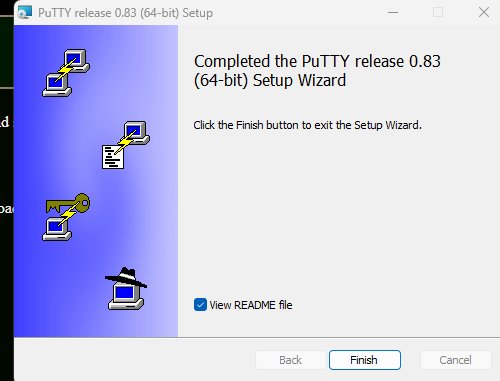 PuTTY release 0.83 (64-bit) Setup
Completed the PuTTY release 0.83
(64-bit) Setup Wizard
Click the Finish button to exit the Setup Wizard.
View README file
Back
Finish
Cancel